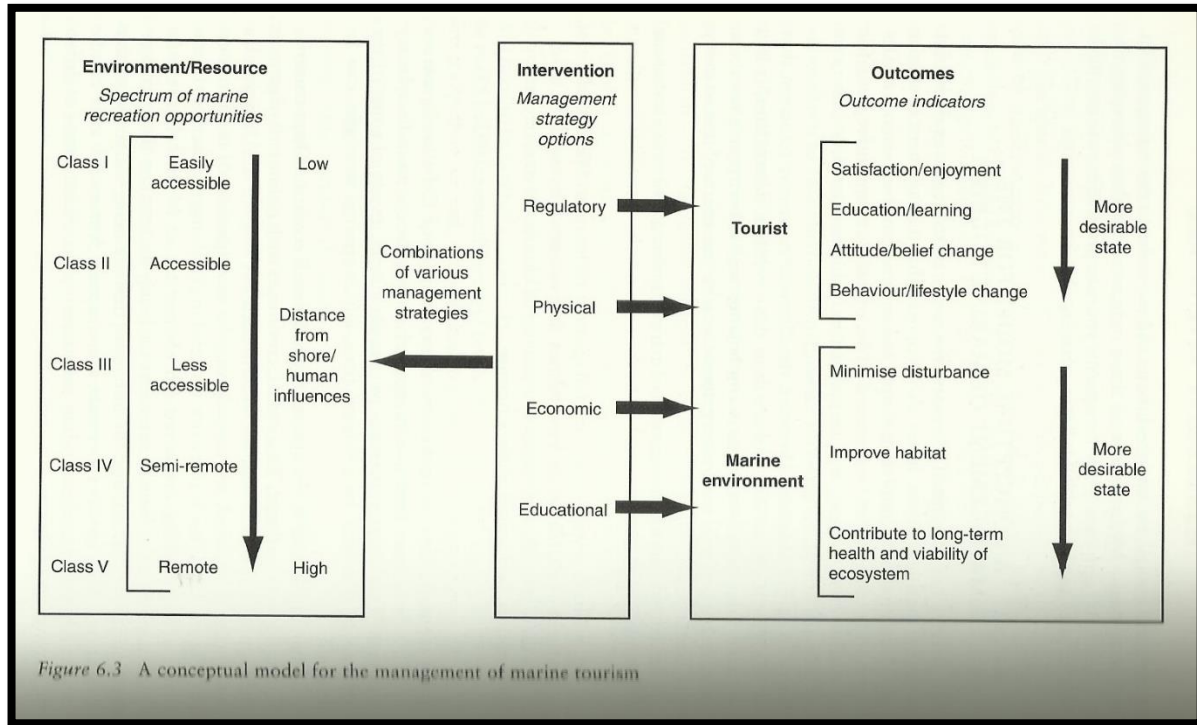 Environment/Resource
Spectrum of marine
recreation opportunities
Class I
Easily
accessible
Low
Class II
Accessible
Class III
Less
accessible
Distance
from
shore/
human
influences
Class IV
Semi-remote
Class V
Remote
High
Combinations
of various
management
strategies
Intervention
Management
strategy
options
Regulatory
Physical
Economic
Educational
Outcomes
Outcome indicators
Tourist
Satisfaction/enjoyment
Education/learning
Attitude/belief change
Behaviour/lifestyle change
More
desirable
state
Marine
environment
Minimise disturbance
Improve habitat
Contribute to long-term
health and viability of
ecosystem
More
desirable
state
Figure 6.3 A conceptual model for the management of marine tourism